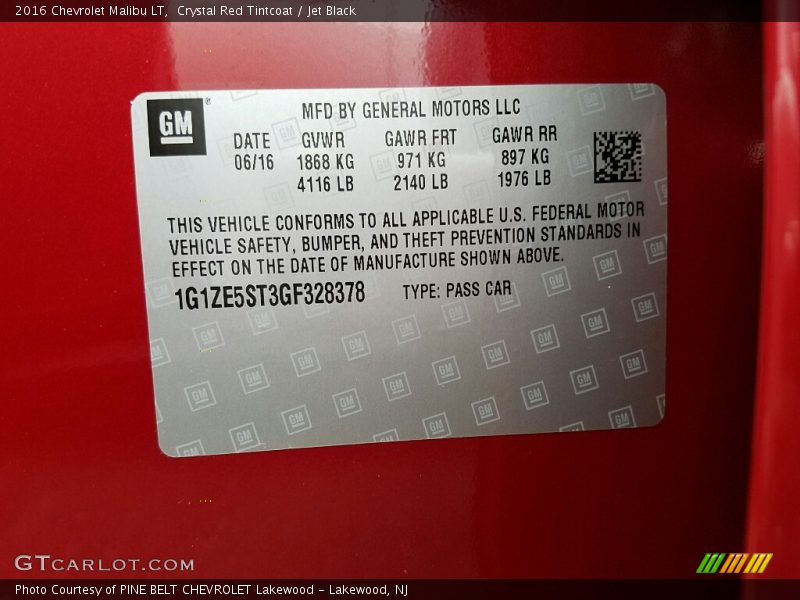 2016 Chevrolet Malibu LT, Crystal Red Tintcoat / Jet Black
GM ®
MFD BY GENERAL MOTORS LLC
DATE GVWR GAWR FRT GAWR RR
06/16 1868 KG 971 KG 897 KG
4116 LB 2140 LB 1976 LB
THIS VEHICLE CONFORMS TO ALL APPLICABLE U.S. FEDERAL MOTOR
VEHICLE SAFETY, BUMPER, AND THEFT PREVENTION STANDARDS IN
EFFECT ON THE DATE OF MANUFACTURE SHOWN ABOVE.
1G1ZE5ST3GF328378 TYPE: PASS CAR
GTCARLOT.COM
Photo Courtesy of PINE BELT CHEVROLET Lakewood - Lakewood, NJ